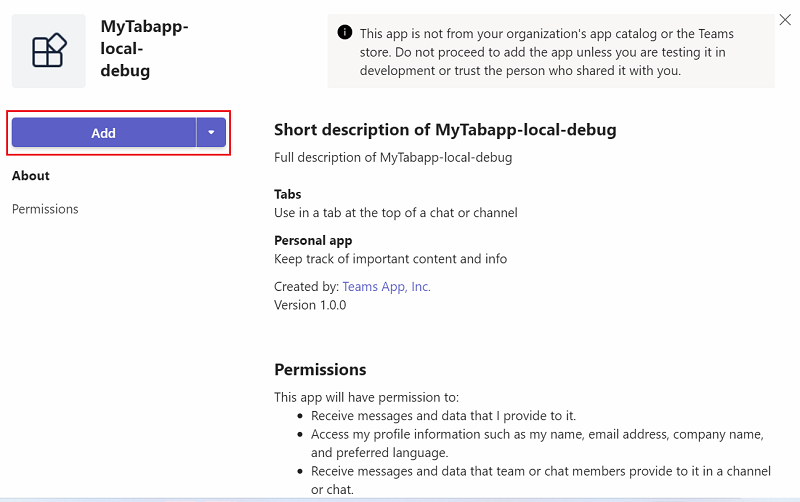 MyTabapp-
local-
debug
This app is not from your organization's app catalog or the Teams
store. Do not proceed to add the app unless you are testing it in
development or trust the person who shared it with you.
Add
About
Permissions
Short description of MyTabapp-local-debug
Full description of MyTabapp-local-debug
Tabs
Use in a tab at the top of a chat or channel
Personal app
Keep track of important content and info
Created by: Teams App, Inc.
Version 1.0.0
Permissions
This app will have permission to:
• Receive messages and data that I provide to it.
• Access my profile information such as my name, email address, company name,
and preferred language.
• Receive messages and data that team or chat members provide to it in a channel
or chat.